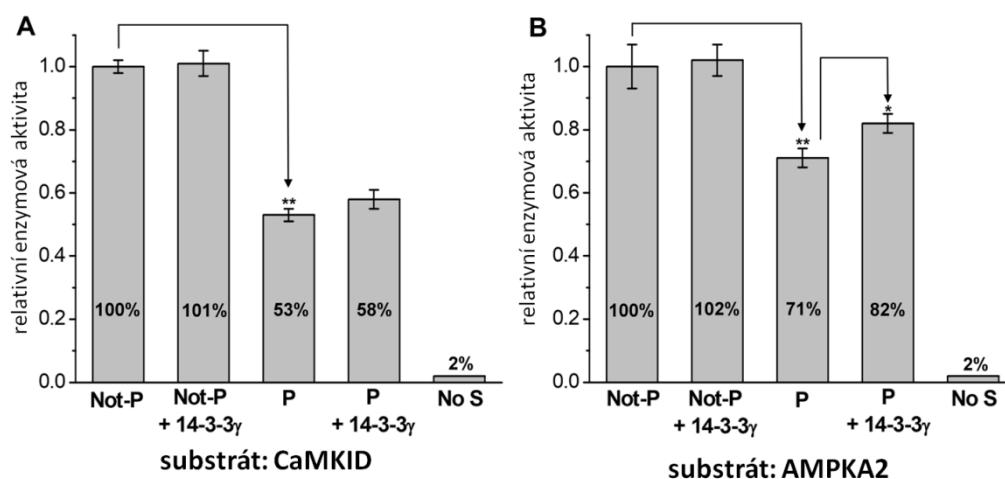 A
relativní enzymová aktivita
1.0
0.8
0.6
0.4
0.2
0.0
**
100%
101%
53%
58%
2%
Not-P
Not-P
+ 14-3-3γ
P
P
+ 14-3-3γ
No S
substrát: CaMKID
B
relativní enzymová aktivita
1.0
0.8
0.6
0.4
0.2
0.0
**
*
100%
102%
71%
82%
2%
Not-P
Not-P
+ 14-3-3γ
P
P
+ 14-3-3γ
No S
substrát: AMPKA2